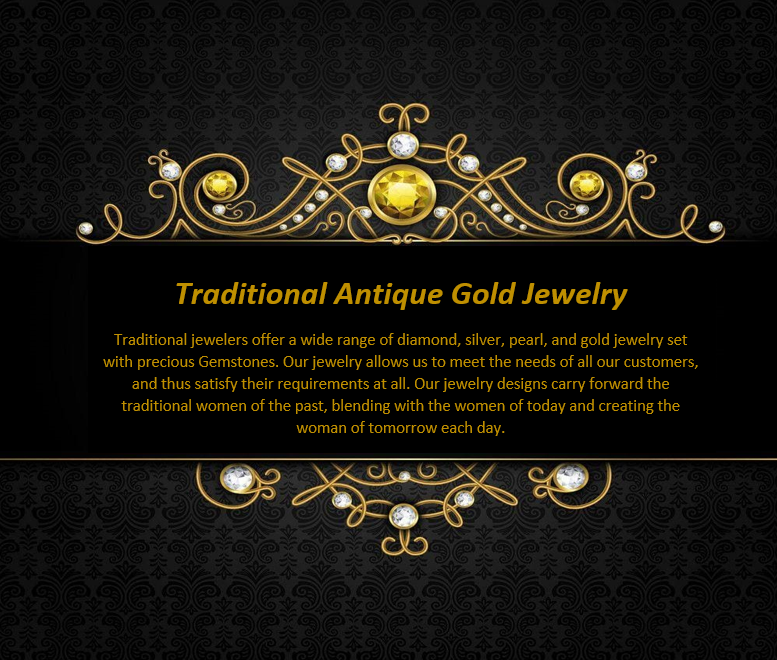 Traditional Antique Gold Jewelry
Traditional jewelers offer a wide range of diamond, silver, pearl, and gold jewelry set
with precious Gemstones. Our jewelry allows us to meet the needs of all our customers,
and thus satisfy their requirements at all. Our jewelry designs carry forward the
traditional women of the past, blending with the women of today and creating the
woman of tomorrow each day.